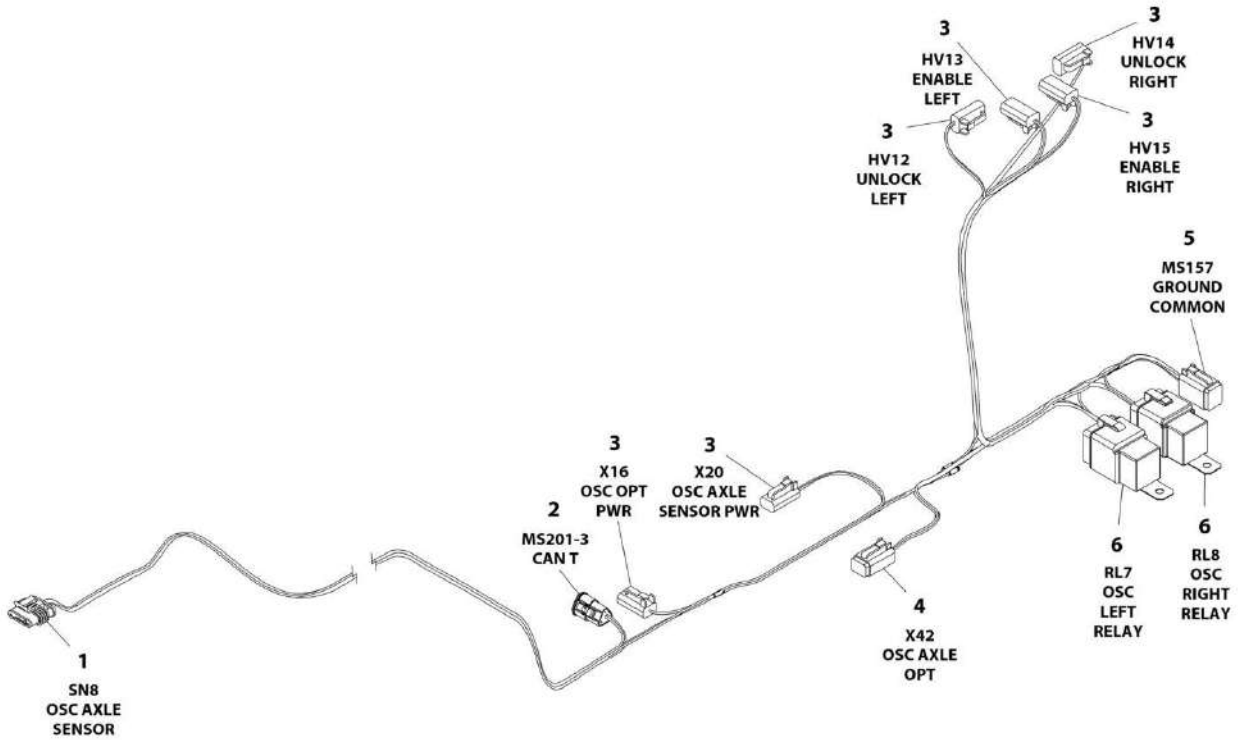 3
HV14
UNLOCK
RIGHT
3
HV13
ENABLE
LEFT
3
HV12
UNLOCK
LEFT
3
HV15
ENABLE
RIGHT
5
MS157
GROUND
COMMON
3
X16
OSC OPT
PWR
3
X20
OSC AXLE
SENSOR PWR
2
MS201-3
CAN T
6
RL7
OSC
LEFT
RELAY
6
RL8
OSC
RIGHT
RELAY
4
X42
OSC AXLE
OPT
1
SN8
OSC AXLE
SENSOR